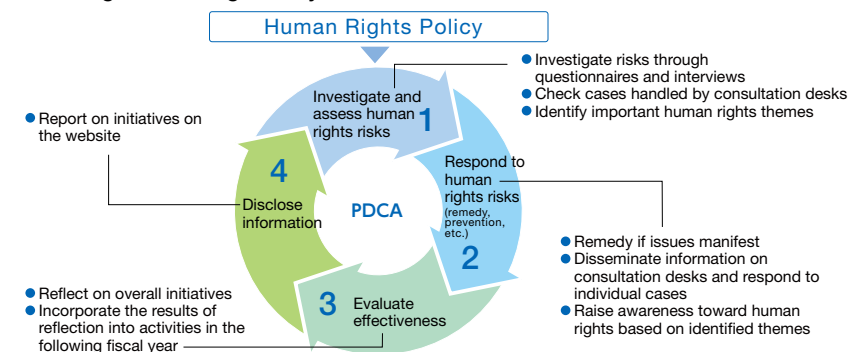 Human Rights Policy
Investigate and
assess human
rights risks
1
● Investigate risks through
questionnaires and interviews
● Check cases handled by consultation desks
● Identify important human rights themes
Respond to
human
rights risks
(remedy,
prevention,
etc.)
2
● Remedy if issues manifest
● Disseminate information on
consultation desks and respond to
individual cases
● Raise awareness toward human
rights based on identified themes
3
Evaluate
effectiveness
● Reflect on overall initiatives
● Incorporate the results of
reflection into activities in the
following fiscal year
4
Disclose
information
● Report on initiatives on
the website
PDCA